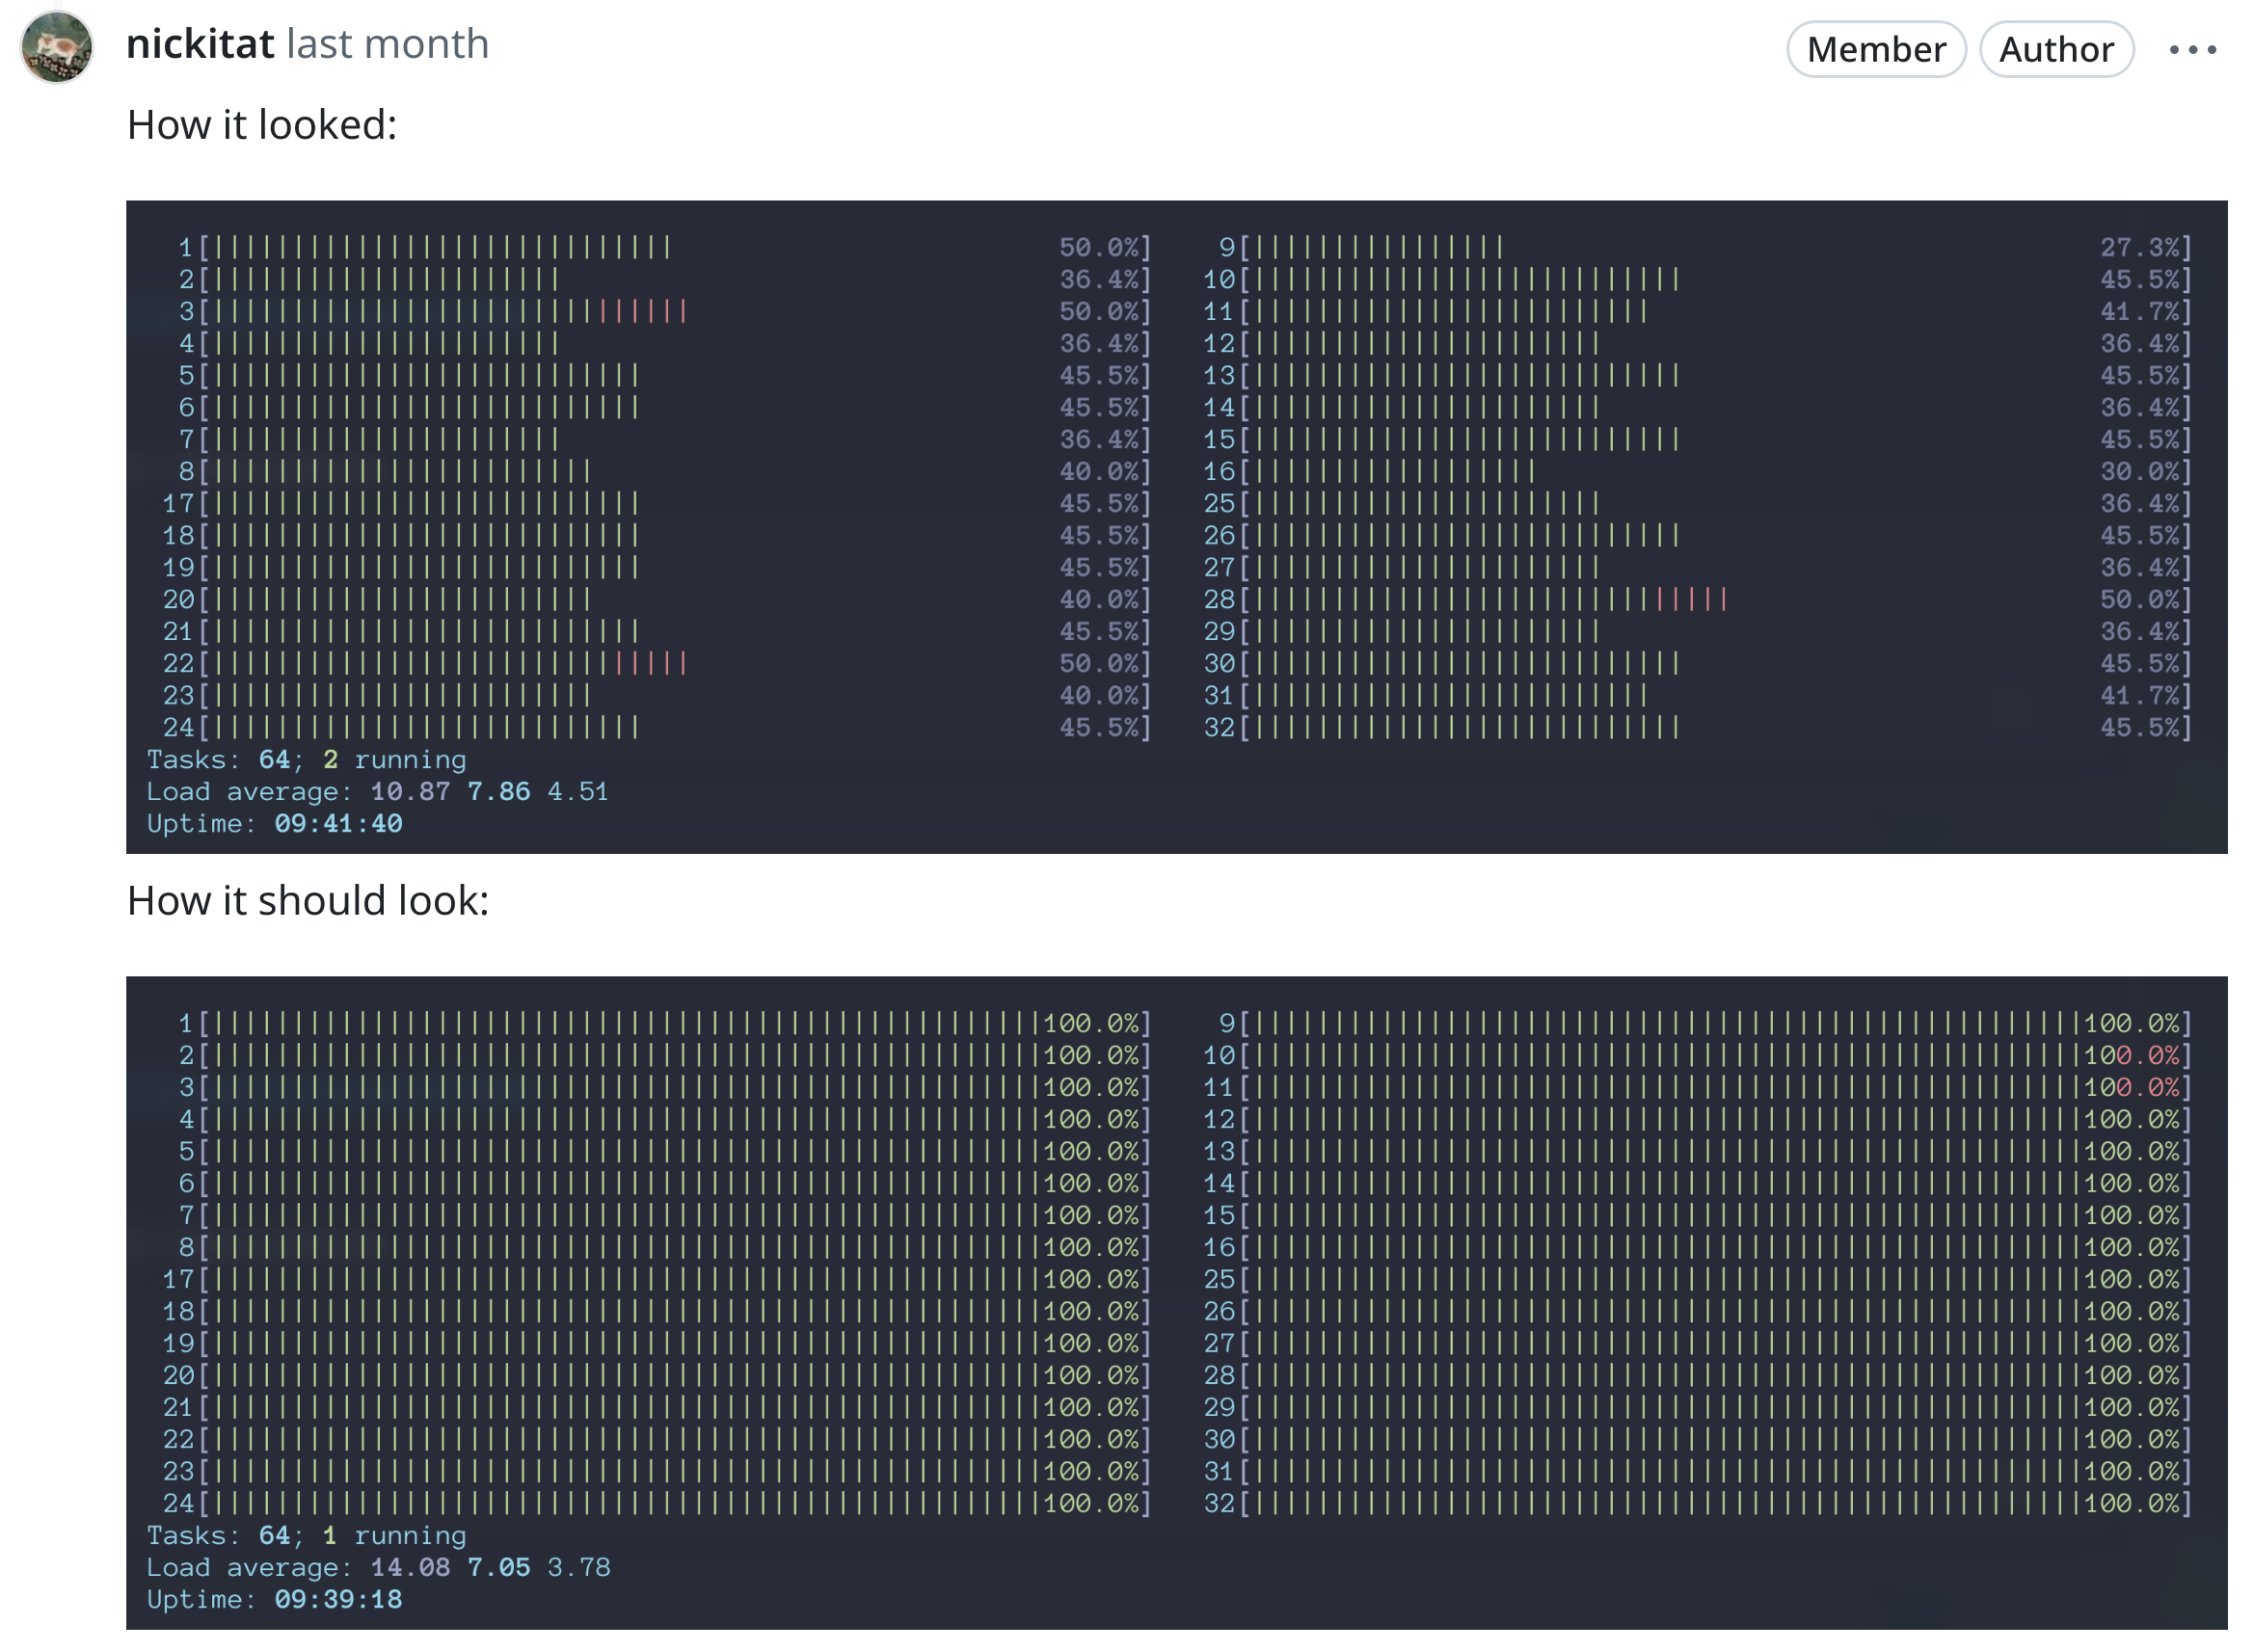 nickitat last month Member Author ...
How it looked:
1[||||||||||||||||||||||||||||| 50.0%] 9[|||||||||||||||| 27.3%]
2[|||||||||||||||||||||| 36.4%] 10[||||||||||||||||||||||||||| 45.5%]
3[|||||||||||||||||||||||||||||| 50.0%] 11[||||||||||||||||||||||||| 41.7%]
4[|||||||||||||||||||||| 36.4%] 12[|||||||||||||||||||||| 36.4%]
5[||||||||||||||||||||||||||| 45.5%] 13[||||||||||||||||||||||||||| 45.5%]
6[||||||||||||||||||||||||||| 45.5%] 14[|||||||||||||||||||||| 36.4%]
7[|||||||||||||||||||||| 36.4%] 15[||||||||||||||||||||||||||| 45.5%]
8[|||||||||||||||||||||||| 40.0%] 16[|||||||||||||||||| 30.0%]
17[||||||||||||||||||||||||||| 45.5%] 25[|||||||||||||||||||||| 36.4%]
18[||||||||||||||||||||||||||| 45.5%] 26[||||||||||||||||||||||||||| 45.5%]
19[||||||||||||||||||||||||||| 45.5%] 27[|||||||||||||||||||||| 36.4%]
20[|||||||||||||||||||||||| 40.0%] 28[|||||||||||||||||||||||||||||| 50.0%]
21[||||||||||||||||||||||||||| 45.5%] 29[|||||||||||||||||||||| 36.4%]
22[|||||||||||||||||||||||||||||| 50.0%] 30[||||||||||||||||||||||||||| 45.5%]
23[|||||||||||||||||||||||| 40.0%] 31[||||||||||||||||||||||||| 41.7%]
24[||||||||||||||||||||||||||| 45.5%] 32[||||||||||||||||||||||||||| 45.5%]
Tasks: 64; 2 running
Load average: 10.87 7.86 4.51
Uptime: 09:41:40
How it should look:
1[||||||||||||||||||||||||||||||||||||||||||||||||||||100.0%] 9[||||||||||||||||||||||||||||||||||||||||||||||||||||100.0%]
2[||||||||||||||||||||||||||||||||||||||||||||||||||||100.0%] 10[||||||||||||||||||||||||||||||||||||||||||||||||||||100.0%]
3[||||||||||||||||||||||||||||||||||||||||||||||||||||100.0%] 11[||||||||||||||||||||||||||||||||||||||||||||||||||||100.0%]
4[||||||||||||||||||||||||||||||||||||||||||||||||||||100.0%] 12[||||||||||||||||||||||||||||||||||||||||||||||||||||100.0%]
5[||||||||||||||||||||||||||||||||||||||||||||||||||||100.0%] 13[||||||||||||||||||||||||||||||||||||||||||||||||||||100.0%]
6[||||||||||||||||||||||||||||||||||||||||||||||||||||100.0%] 14[||||||||||||||||||||||||||||||||||||||||||||||||||||100.0%]
7[||||||||||||||||||||||||||||||||||||||||||||||||||||100.0%] 15[||||||||||||||||||||||||||||||||||||||||||||||||||||100.0%]
8[||||||||||||||||||||||||||||||||||||||||||||||||||||100.0%] 16[||||||||||||||||||||||||||||||||||||||||||||||||||||100.0%]
17[||||||||||||||||||||||||||||||||||||||||||||||||||||100.0%] 25[||||||||||||||||||||||||||||||||||||||||||||||||||||100.0%]
18[||||||||||||||||||||||||||||||||||||||||||||||||||||100.0%] 26[||||||||||||||||||||||||||||||||||||||||||||||||||||100.0%]
19[||||||||||||||||||||||||||||||||||||||||||||||||||||100.0%] 27[||||||||||||||||||||||||||||||||||||||||||||||||||||100.0%]
20[||||||||||||||||||||||||||||||||||||||||||||||||||||100.0%] 28[||||||||||||||||||||||||||||||||||||||||||||||||||||100.0%]
21[||||||||||||||||||||||||||||||||||||||||||||||||||||100.0%] 29[||||||||||||||||||||||||||||||||||||||||||||||||||||100.0%]
22[||||||||||||||||||||||||||||||||||||||||||||||||||||100.0%] 30[||||||||||||||||||||||||||||||||||||||||||||||||||||100.0%]
23[||||||||||||||||||||||||||||||||||||||||||||||||||||100.0%] 31[||||||||||||||||||||||||||||||||||||||||||||||||||||100.0%]
24[||||||||||||||||||||||||||||||||||||||||||||||||||||100.0%] 32[||||||||||||||||||||||||||||||||||||||||||||||||||||100.0%]
Tasks: 64; 1 running
Load average: 14.08 7.05 3.78
Uptime: 09:39:18